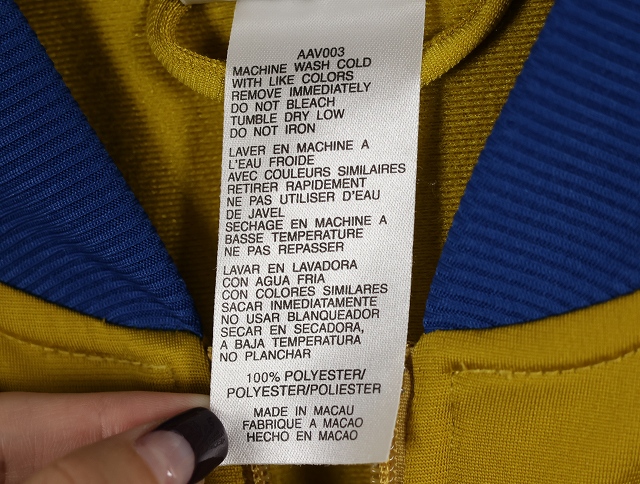 AAV003
MACHINE WASH COLD
WITH LIKE COLORS
REMOVE IMMEDIATELY
DO NOT BLEACH
TUMBLE DRY LOW
DO NOT IRON
LAVER EN MACHINE A
L'EAU FROIDE
AVEC COULEURS SIMILAIRES
RETIRER RAPIDEMENT
NE PAS UTILISER D'EAU
DE JAVEL
SECHAGE EN MACHINE A
BASSE TEMPERATURE
NE PAS REPASSER
LAVAR EN LAVADORA
CON AGUA FRIA
CON COLORES SIMILARES
SACAR INMEDIATAMENTE
NO USAR BLANQUEADOR
SECAR EN SECADORA,
A BAJA TEMPERATURA
NO PLANCHAR
100% POLYESTER/
POLYESTER/POLIESTER
MADE IN MACAU
FABRIQUE A MACAO
HECHO EN MACAO